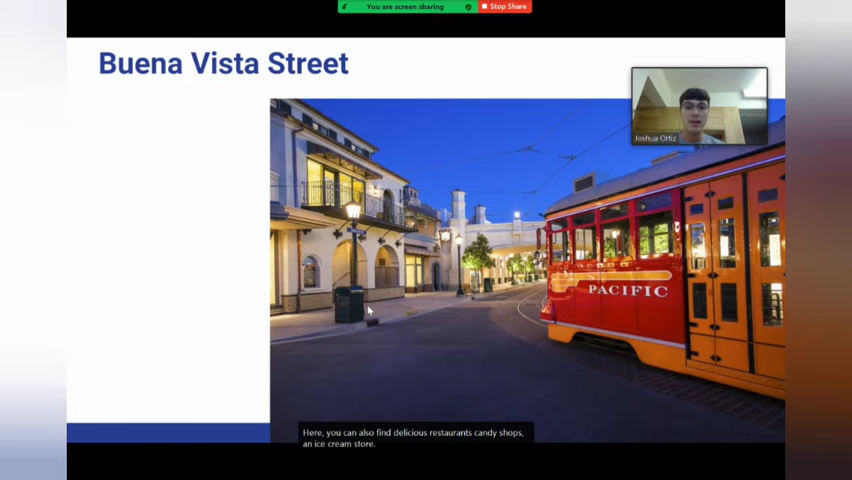 You are screen sharing
Stop Share
Buena Vista Street
Joshua Ortiz
PACIFIC
Here, you can also find delicious restaurants candy shops,
an ice cream store.